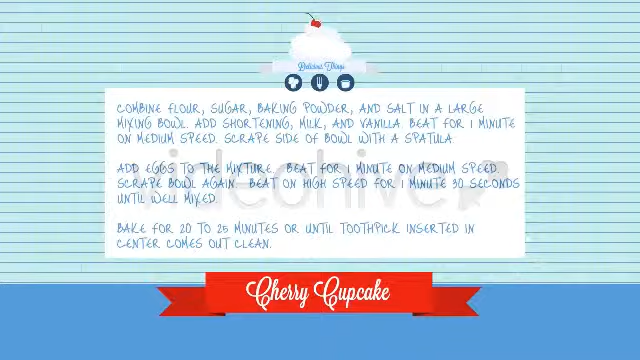 Delicious Things
COMBINE FLOUR, SUGAR, BAKING POWDER, AND SALT IN A LARGE
MIXING BOWL. ADD SHORTENING, MILK, AND VANILLA. BEAT FOR 1 MINUTE
ON MEDIUM SPEED. SCRAPE SIDE OF BOWL WITH A SPATULA.
ADD EGGS TO THE MIXTURE. BEAT FOR 1 MINUTE ON MEDIUM SPEED.
SCRAPE BOWL AGAIN. BEAT ON HIGH SPEED FOR 1 MINUTE 30 SECONDS
UNTIL WELL MIXED.
videohive
BAKE FOR 20 TO 25 MINUTES OR UNTIL TOOTHPICK INSERTED IN
CENTER COMES OUT CLEAN.
Cherry Cupcake